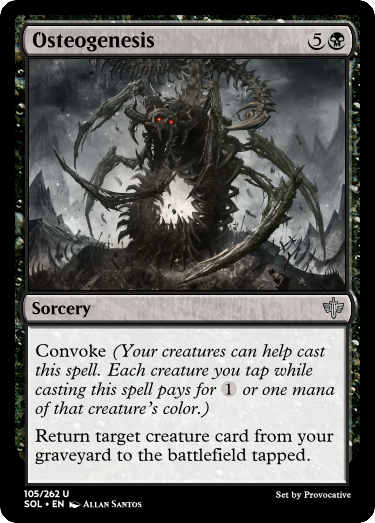 Osteogenesis 5
Sorcery
Convoke (Your creatures can help cast
this spell. Each creature you tap while
casting this spell pays for 1 or one mana
of that creature's color.)
Return target creature card from your
graveyard to the battlefield tapped.
105/262 U
SOL • EN Allan Santos
Set by Provocative